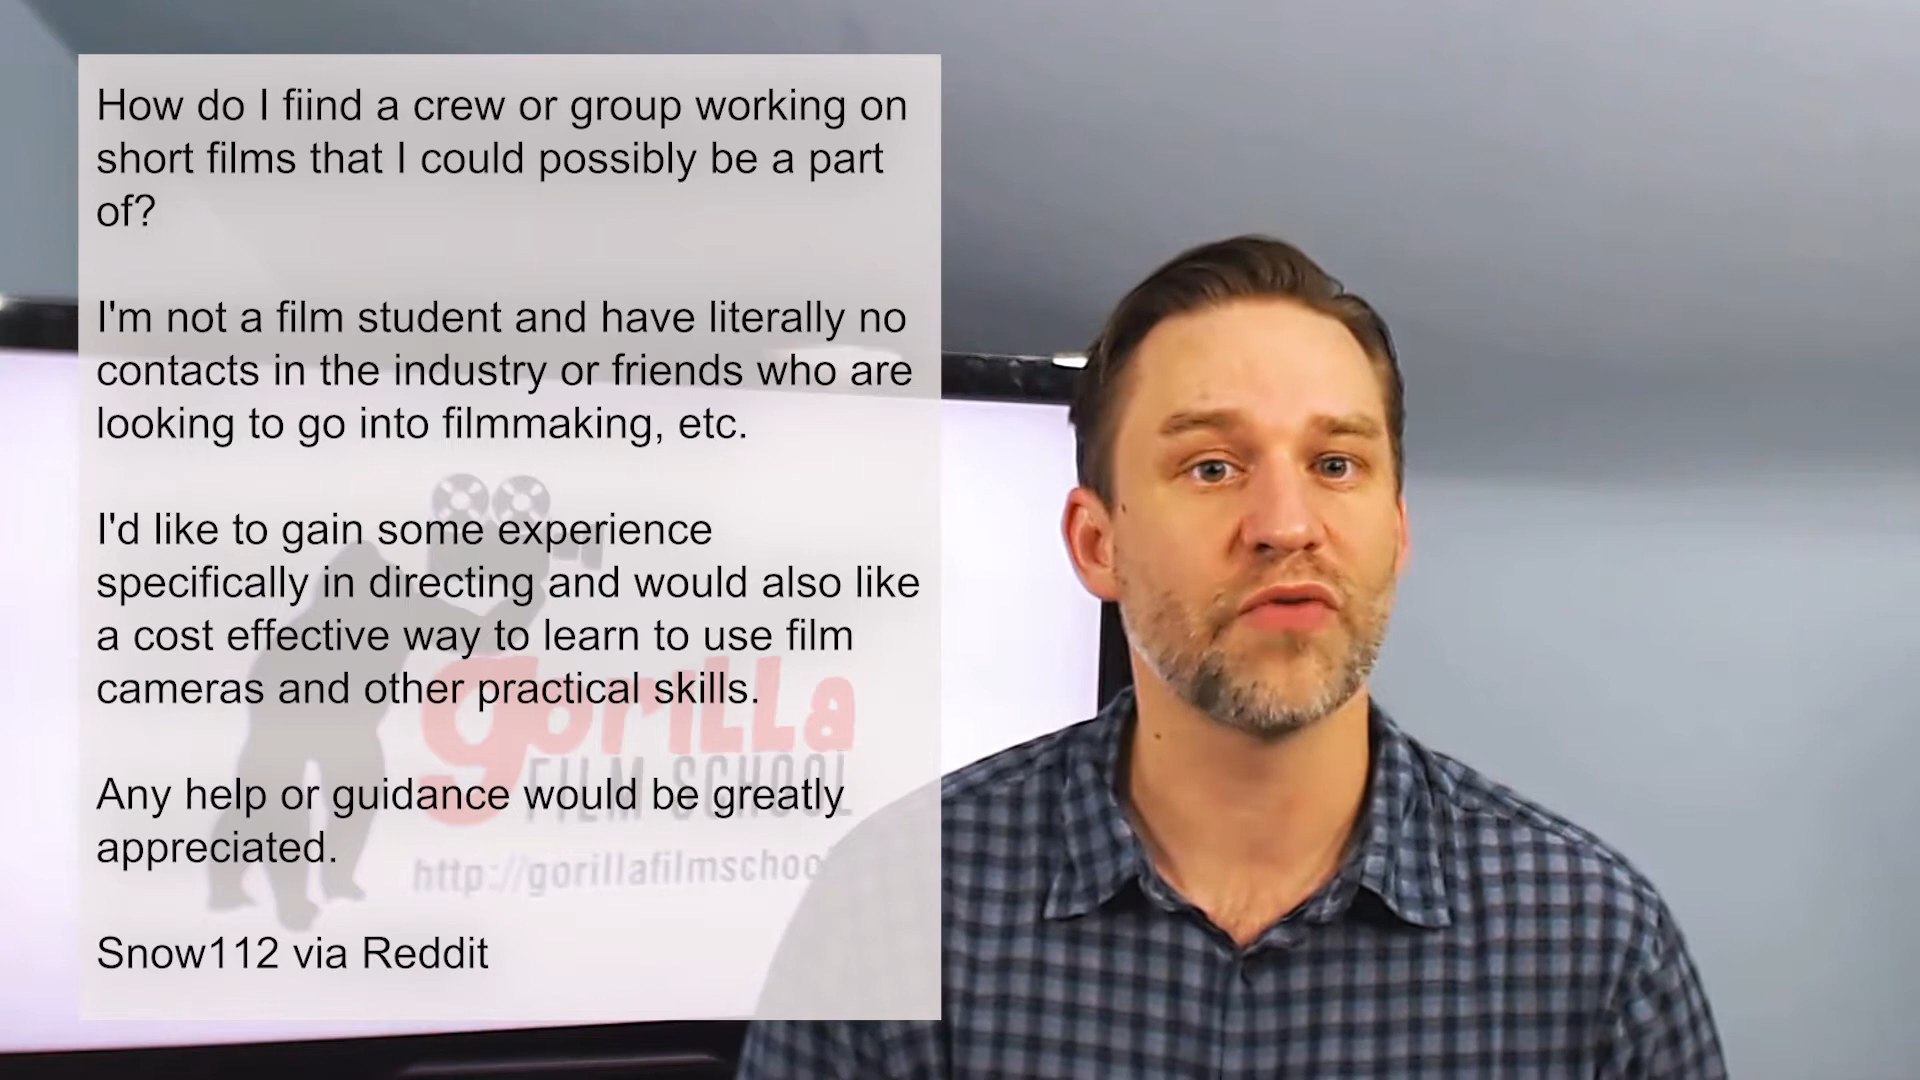 How do I fiind a crew or group working on
short films that I could possibly be a part
of?
I'm not a film student and have literally no
contacts in the industry or friends who are
looking to go into filmmaking, etc.
I'd like to gain some experience
specifically in directing and would also like
a cost effective way to learn to use film
cameras and other practical skills.
Any help or guidance would be greatly
appreciated.
Snow112 via Reddit
gorilla
FILM SCHOOL
http://gorillafilmschoo